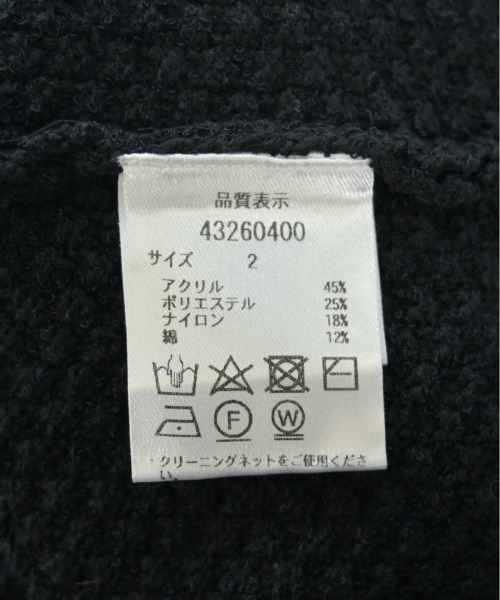 品質表示
43260400
サイズ 2
アクリル 45%
ポリエステル 25%
ナイロン 18%
綿 12%
F W
・クリーニングネットをご使用くださ
い。